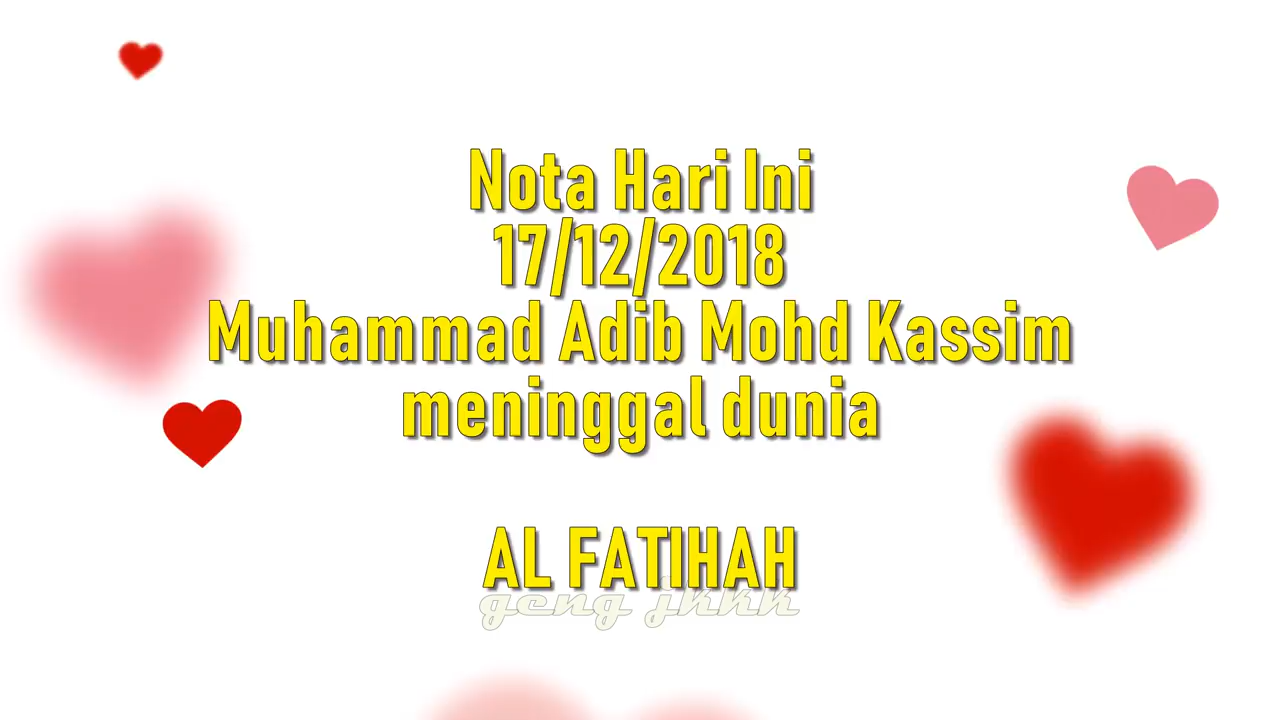 Nota Hari Ini
17/12/2018
Muhammad Adib Mohd Kassim
meninggal dunia
AL FATIHAH
geng jkkk